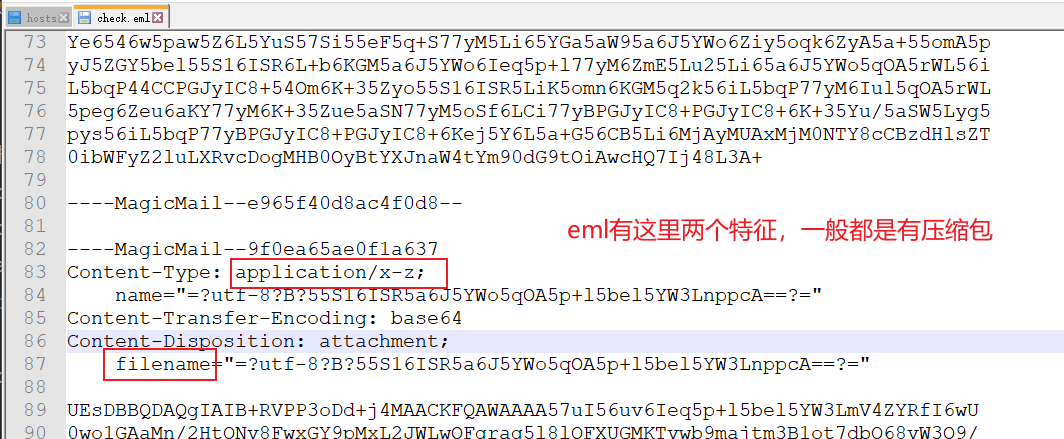 hosts check.eml
73 Ye6546w5paw5Z6L5YuS57Si55eF5q+S77yM5Li65YGa5aW95a6J5YWo6Ziy5oqk6ZyA5a+55omA5p
74 yJ5ZGY5bel55S16ISR6L+b6KGM5a6J5YWo6Ieq5p+l77yM6ZmE5Lu25Li65a6J5YWo5qOA5rWL56i
75 L5bqP44CCPGJyIC8+54Om6K+35Zyo55S16ISR5LiK5omn6KGM5q2k56iL5bqP77yM6Iul5qOA5rWL
76 5peg6Zeu6aKY77yM6K+35Zue5aSN77yM5oSf6LCi77yBPGJyIC8+PGJyIC8+6K+35Yu/5aSW5Lyg5
77 pys56iL5bqP77yBPGJyIC8+PGJyIC8+6Kej5Y6L5a+G56CB5Li6MjAyMUAxMjM0NTY8cCBzdHlsZT
78 0ibWFyZ2luLXRvcDogMHB0OyBtYXJnaW4tYm90dG9tOiAwcHQ7Ij48L3A+
79
80 ----MagicMail--e965f40d8ac4f0d8--
81
eml有这里两个特征，一般都是有压缩包
82 ----MagicMail--9f0ea65ae0f1a637
83 Content-Type: application/x-z;
84 name="=?utf-8?B?55S16ISR5a6J5YWo5qOA5p+l5bel5YW3LnppcA==?="
85 Content-Transfer-Encoding: base64
86 Content-Disposition: attachment;
87 filename="=?utf-8?B?55S16ISR5a6J5YWo5qOA5p+l5bel5YW3LnppcA==?="
88
89 UEsDBBQDAQgIAIB+RVPP3oDd+j4MAACKFQAWAAAA57uI56uv6Ieq5p+l5bel5YW3LmV4ZYRfI6wU
90